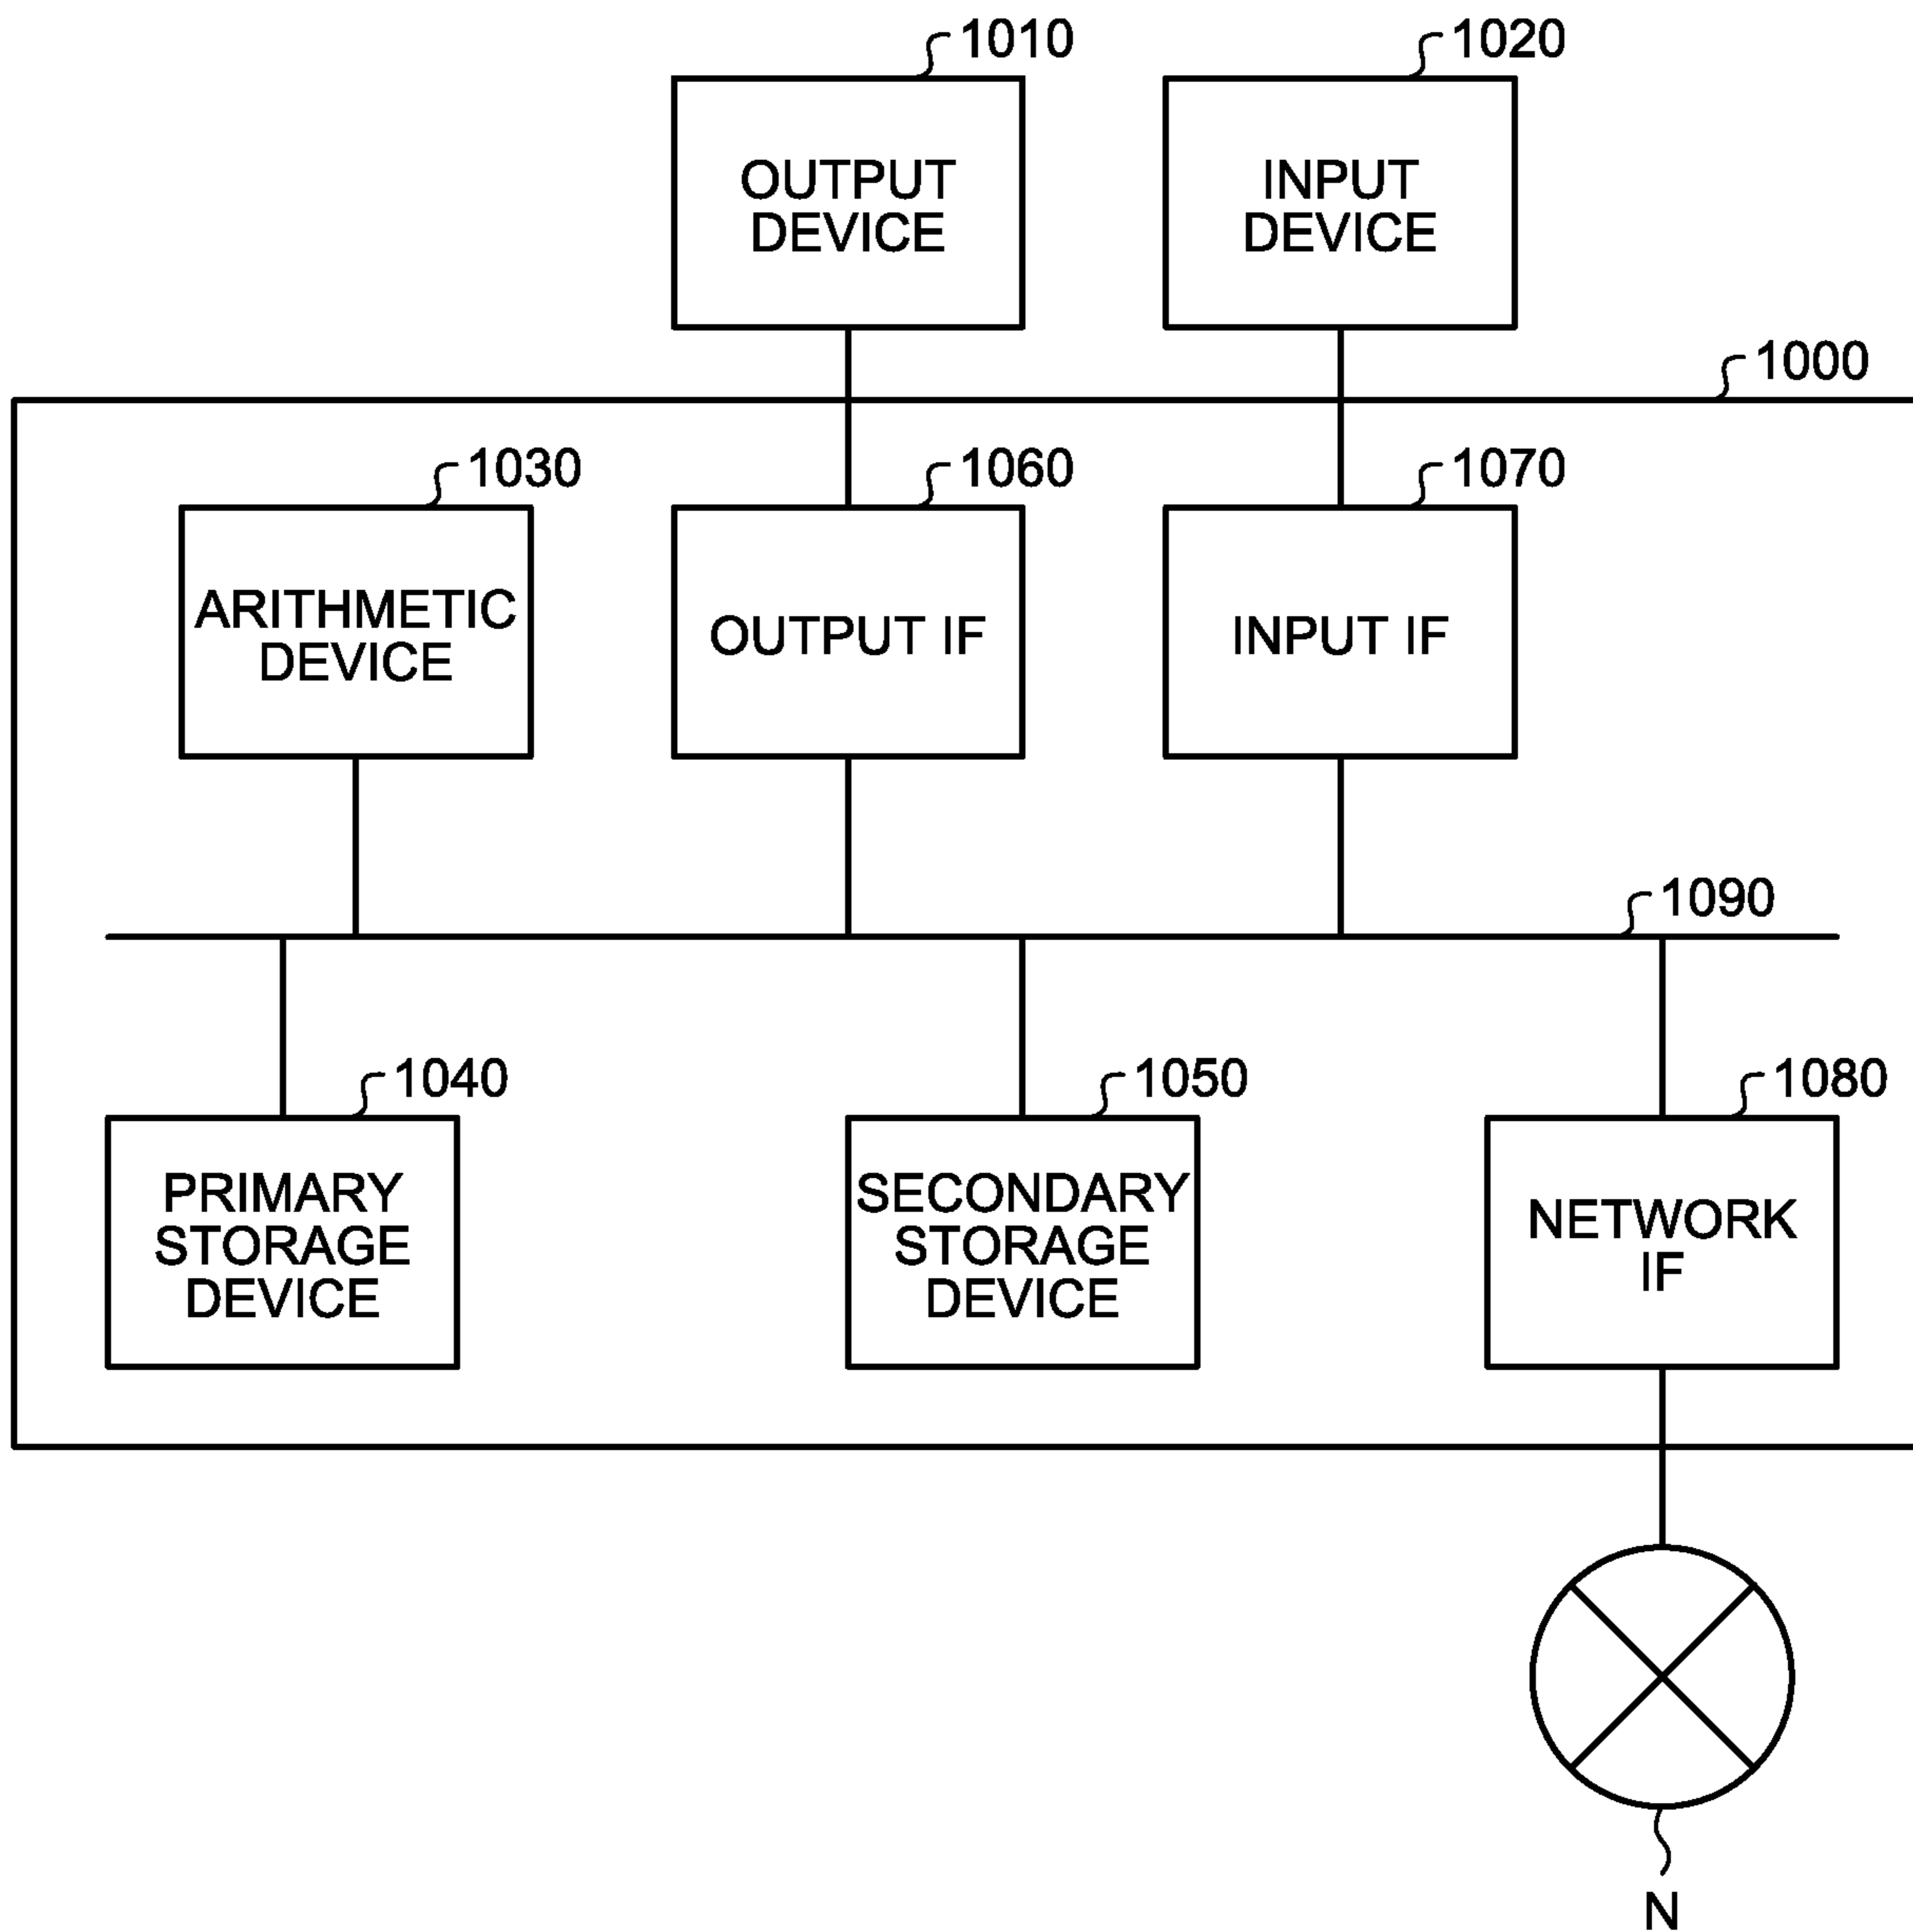 1010
1020
OUTPUT
DEVICE
INPUT
DEVICE
1000
1030
1060
1070
ARITHMETIC
DEVICE
OUTPUT IF
INPUT IF
1090
1040
1050
1080
PRIMARY
STORAGE
DEVICE
SECONDARY
STORAGE
DEVICE
NETWORK
IF
N